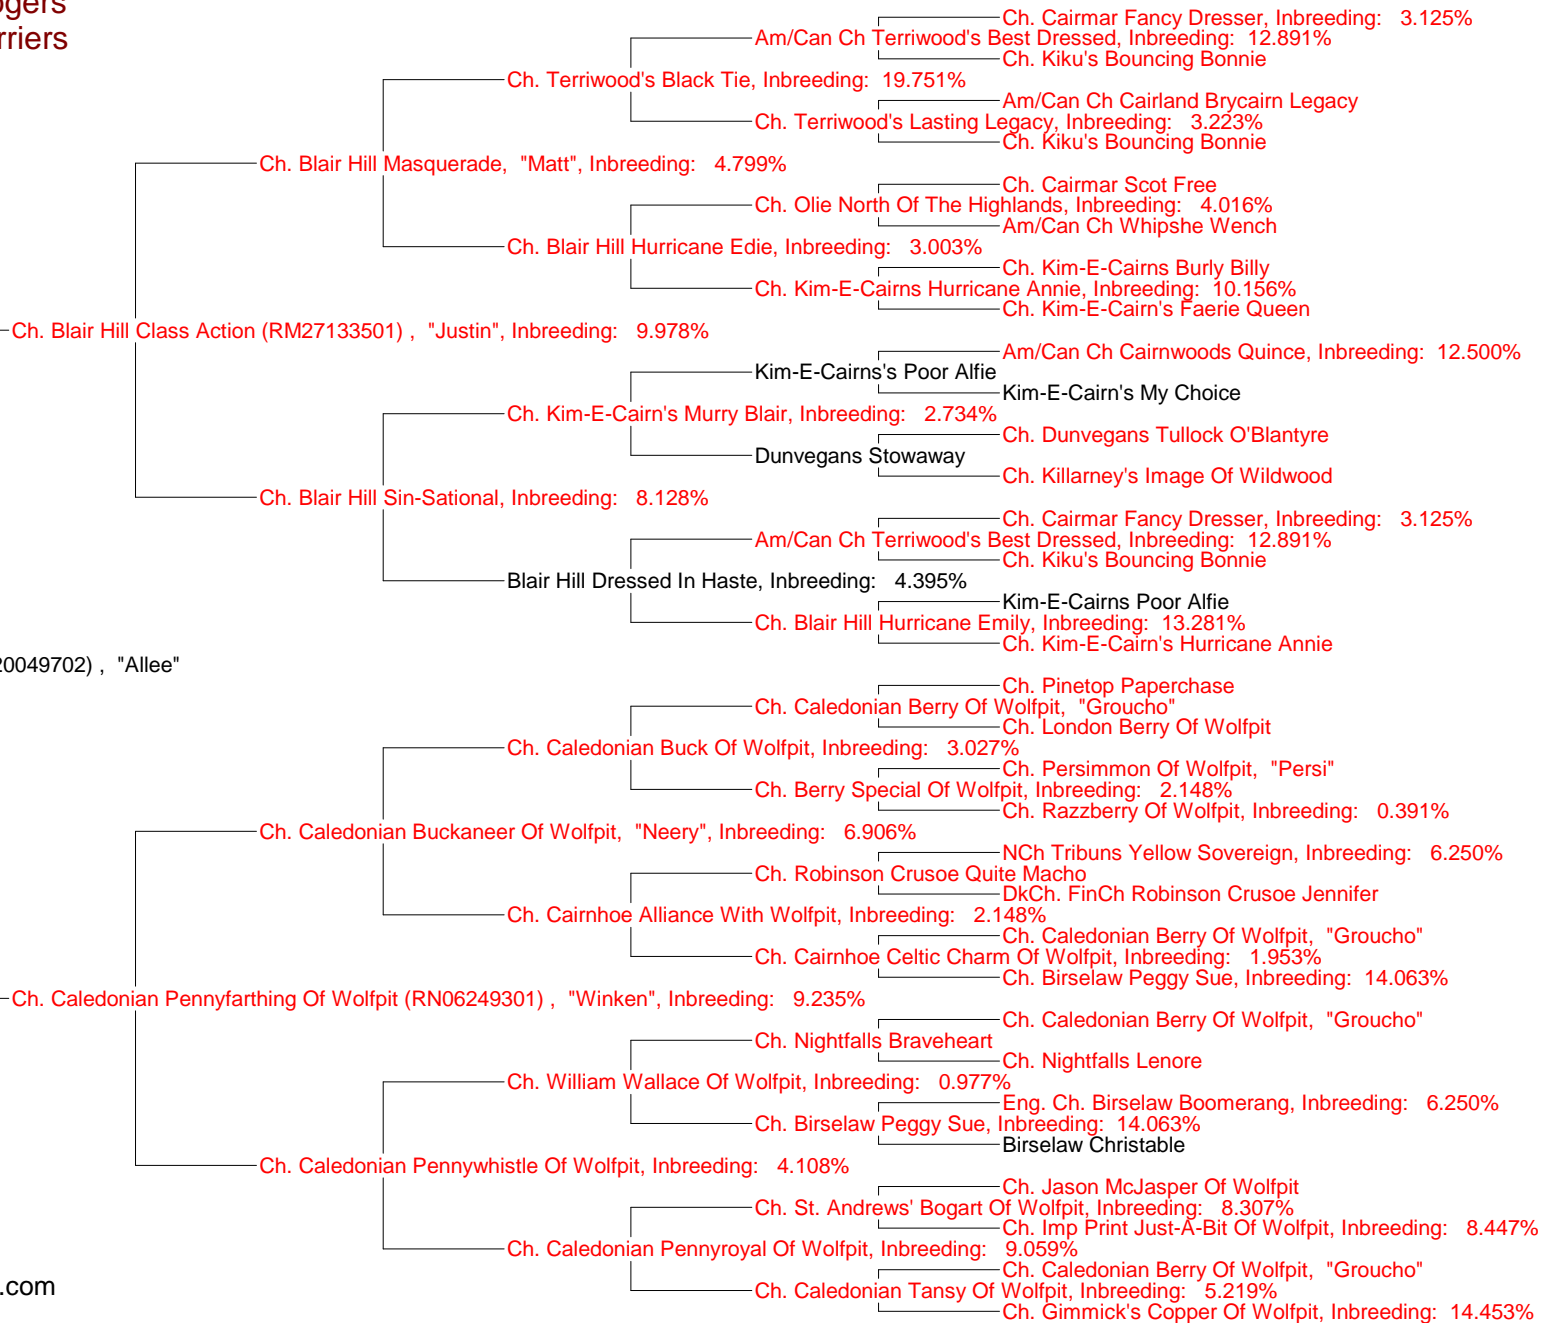 ogers
rriers
Ch. Cairmar Fancy Dresser, Inbreeding: 3.125%
Am/Can Ch Terriwood's Best Dressed, Inbreeding: 12.891%
Ch. Kiku's Bouncing Bonnie
Ch. Terriwood's Black Tie, Inbreeding: 19.751%
Am/Can Ch Cairland Brycairn Legacy
Ch. Terriwood's Lasting Legacy, Inbreeding: 3.223%
Ch. Kiku's Bouncing Bonnie
Ch. Blair Hill Masquerade, "Matt", Inbreeding: 4.799%
Ch. Cairmar Scot Free
Ch. Olie North Of The Highlands, Inbreeding: 4.016%
Am/Can Ch Whipshe Wench
Ch. Blair Hill Hurricane Edie, Inbreeding: 3.003%
Ch. Kim-E-Cairns Burly Billy
Ch. Kim-E-Cairns Hurricane Annie, Inbreeding: 10.156%
Ch. Kim-E-Cairn's Faerie Queen
Ch. Blair Hill Class Action (RM27133501) , "Justin", Inbreeding: 9.978%
Am/Can Ch Cairnwoods Quince, Inbreeding: 12.500%
Kim-E-Cairns's Poor Alfie
Kim-E-Cairn's My Choice
Ch. Kim-E-Cairn's Murry Blair, Inbreeding: 2.734%
Ch. Dunvegans Tullock O'Blantyre
Dunvegans Stowaway
Ch. Killarney's Image Of Wildwood
Ch. Blair Hill Sin-Sational, Inbreeding: 8.128%
Ch. Cairmar Fancy Dresser, Inbreeding: 3.125%
Am/Can Ch Terriwood's Best Dressed, Inbreeding: 12.891%
Ch. Kiku's Bouncing Bonnie
Blair Hill Dressed In Haste, Inbreeding: 4.395%
Kim-E-Cairns Poor Alfie
Ch. Blair Hill Hurricane Emily, Inbreeding: 13.281%
Ch. Kim-E-Cairn's Hurricane Annie
20049702) , "Allee"
Ch. Pinetop Paperchase
Ch. Caledonian Berry Of Wolfpit, "Groucho"
Ch. London Berry Of Wolfpit
Ch. Caledonian Buck Of Wolfpit, Inbreeding: 3.027%
Ch. Persimmon Of Wolfpit, "Persi"
Ch. Berry Special Of Wolfpit, Inbreeding: 2.148%
Ch. Razzberry Of Wolfpit, Inbreeding: 0.391%
Ch. Caledonian Buckaneer Of Wolfpit, "Neery", Inbreeding: 6.906%
NCh Tribuns Yellow Sovereign, Inbreeding: 6.250%
Ch. Robinson Crusoe Quite Macho
DkCh. FinCh Robinson Crusoe Jennifer
Ch. Cairnhoe Alliance With Wolfpit, Inbreeding: 2.148%
Ch. Caledonian Berry Of Wolfpit, "Groucho"
Ch. Cairnhoe Celtic Charm Of Wolfpit, Inbreeding: 1.953%
Ch. Birselaw Peggy Sue, Inbreeding: 14.063%
Ch. Caledonian Pennyfarthing Of Wolfpit (RN06249301) , "Winken", Inbreeding: 9.235%
Ch. Caledonian Berry Of Wolfpit, "Groucho"
Ch. Nightfalls Braveheart
Ch. Nightfalls Lenore
Ch. William Wallace Of Wolfpit, Inbreeding: 0.977%
Eng. Ch. Birselaw Boomerang, Inbreeding: 6.250%
Ch. Birselaw Peggy Sue, Inbreeding: 14.063%
Birselaw Christable
Ch. Caledonian Pennywhistle Of Wolfpit, Inbreeding: 4.108%
Ch. Jason McJasper Of Wolfpit
Ch. St. Andrews' Bogart Of Wolfpit, Inbreeding: 8.307%
Ch. Imp Print Just-A-Bit Of Wolfpit, Inbreeding: 8.447%
Ch. Caledonian Pennyroyal Of Wolfpit, Inbreeding: 9.059%
Ch. Caledonian Berry Of Wolfpit, "Groucho"
Ch. Caledonian Tansy Of Wolfpit, Inbreeding: 5.219%
Ch. Gimmick's Copper Of Wolfpit, Inbreeding: 14.453%
.com